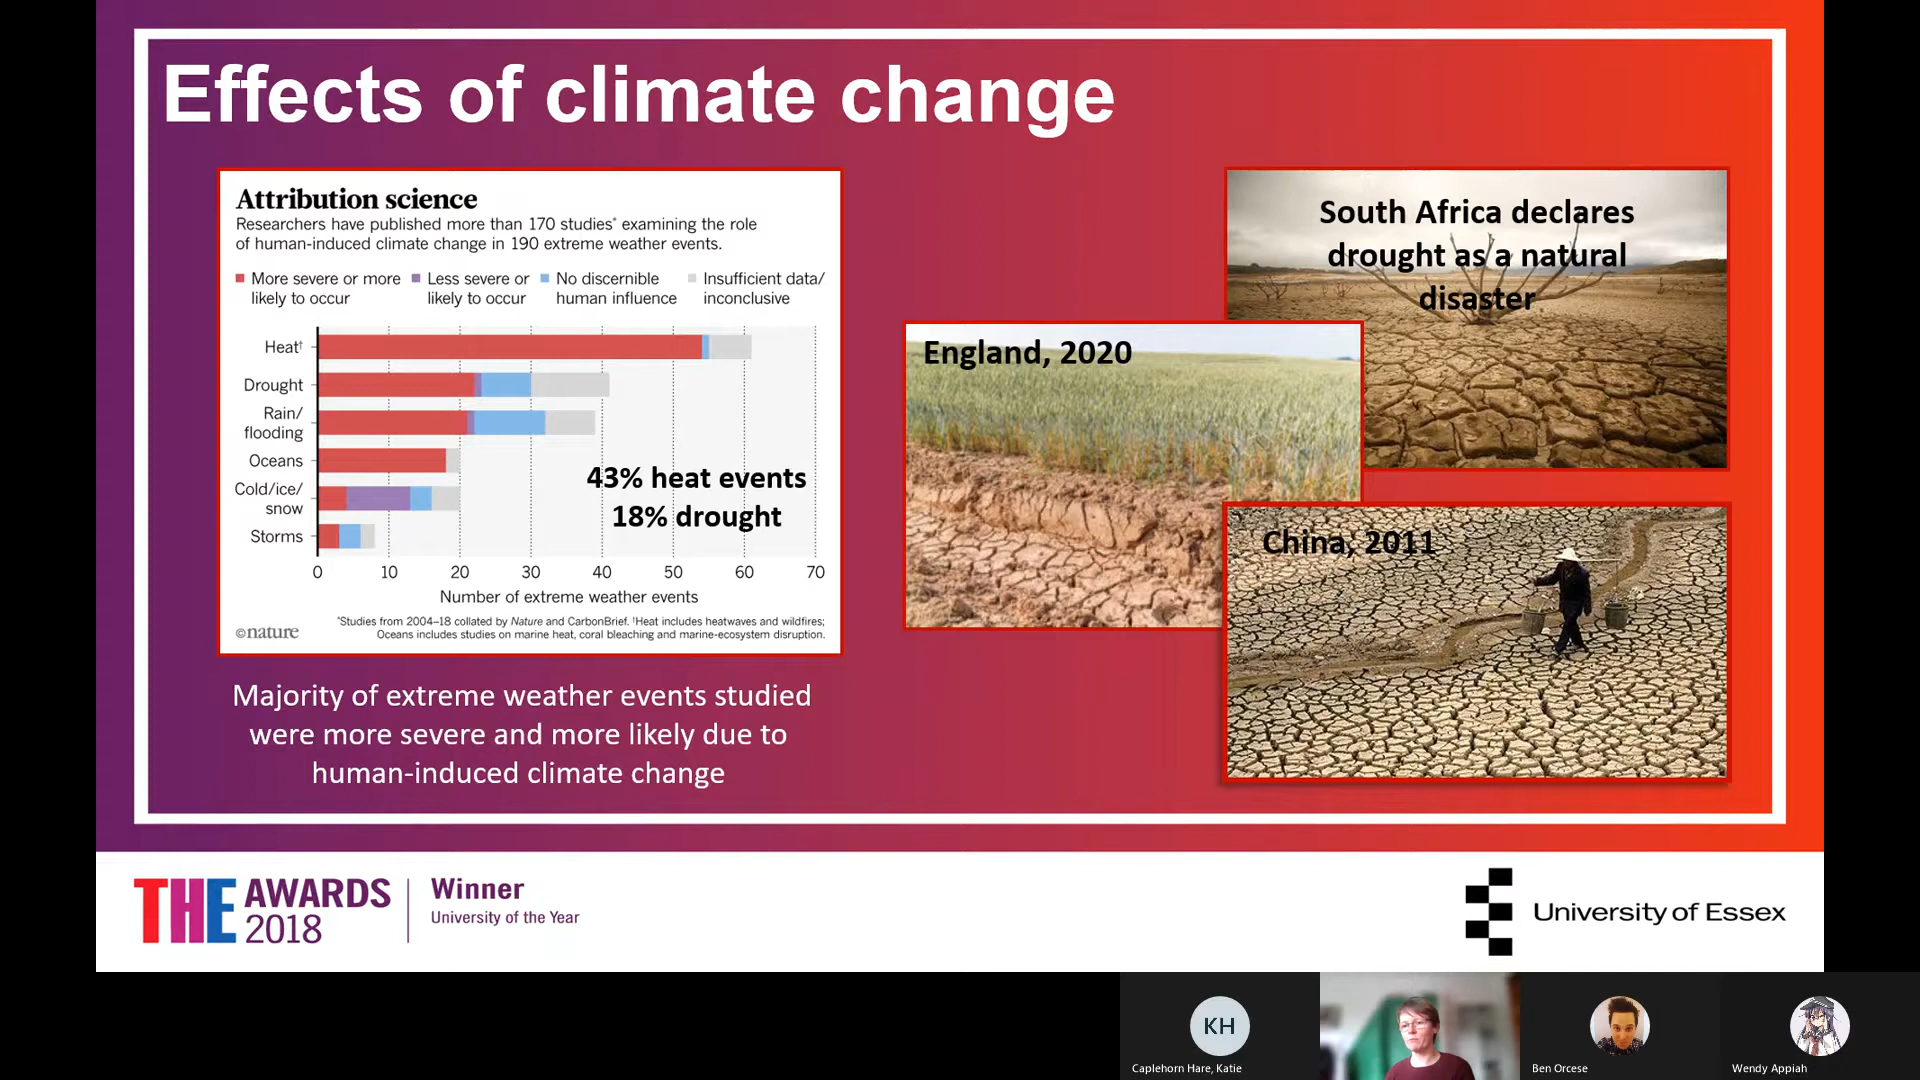 Effects of climate change
Attribution science
Researchers have published more than 170 studies* examining the role
of human-induced climate change in 190 extreme weather events.
More severe or more
likely to occur
Less severe or
likely to occur
No discernible
human influence
Insufficient data/
inconclusive
Heat†
Drought
Rain/
flooding
Oceans
Cold/ice/
snow
Storms
43% heat events
18% drought
0 10 20 30 40 50 60 70
Number of extreme weather events
*Studies from 2004–18 collated by Nature and CarbonBrief. †Heat includes heatwaves and wildfires;
Oceans includes studies on marine heat, coral bleaching and marine-ecosystem disruption.
©nature
Majority of extreme weather events studied
were more severe and more likely due to
human-induced climate change
South Africa declares
drought as a natural
disaster
England, 2020
China, 2011
THE AWARDS
2018
Winner
University of the Year
University of Essex
KH
Caplehorn Hare, Katie
Ben Orcese
Wendy Appiah